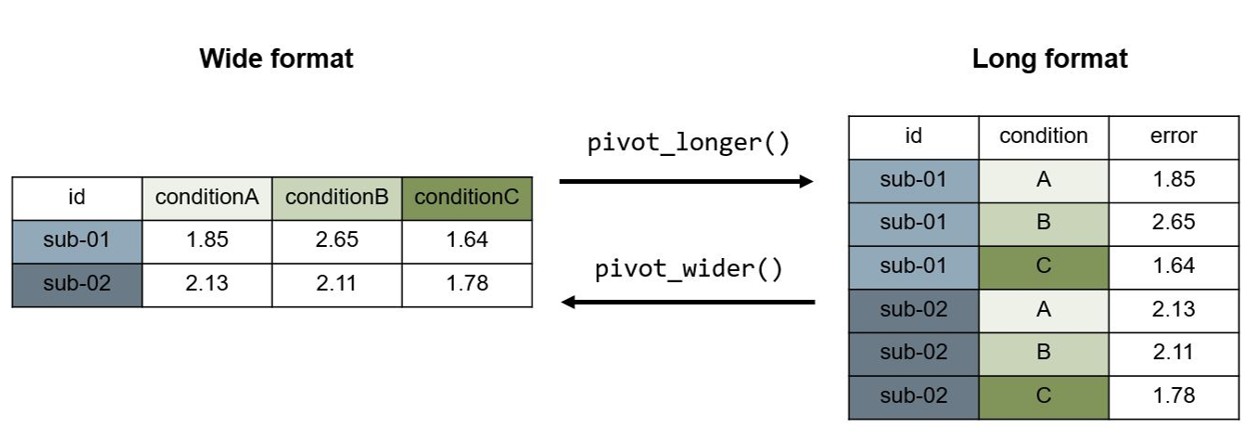 Wide format
id conditionA conditionB conditionC
sub-01 1.85 2.65 1.64
sub-02 2.13 2.11 1.78
pivot_longer()
pivot_wider()
Long format
id condition error
sub-01 A 1.85
sub-01 B 2.65
sub-01 C 1.64
sub-02 A 2.13
sub-02 B 2.11
sub-02 C 1.78